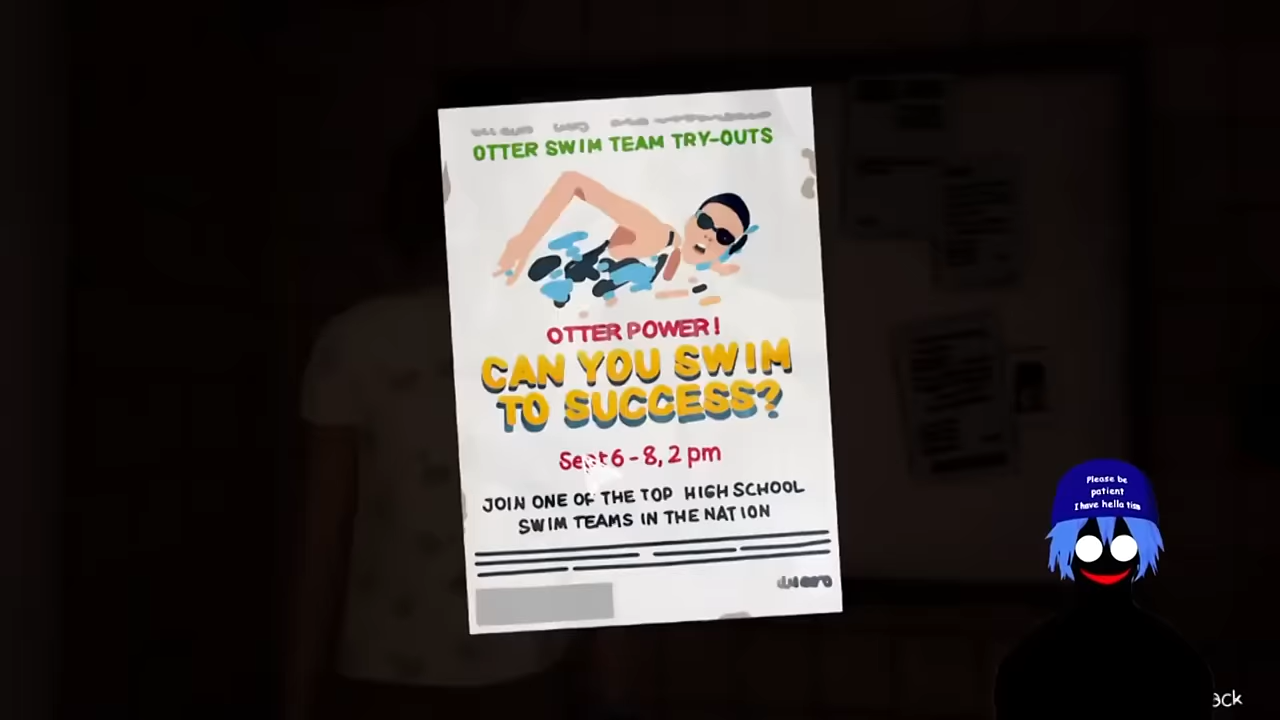 OTTER SWIM TEAM TRY-OUTS
OTTER POWER!
CAN YOU SWIM
TO SUCCESS?
Sept 6 - 8, 2 pm
JOIN ONE OF THE TOP HIGH SCHOOL
SWIM TEAMS IN THE NATION
Please be
patient
I have hella tism